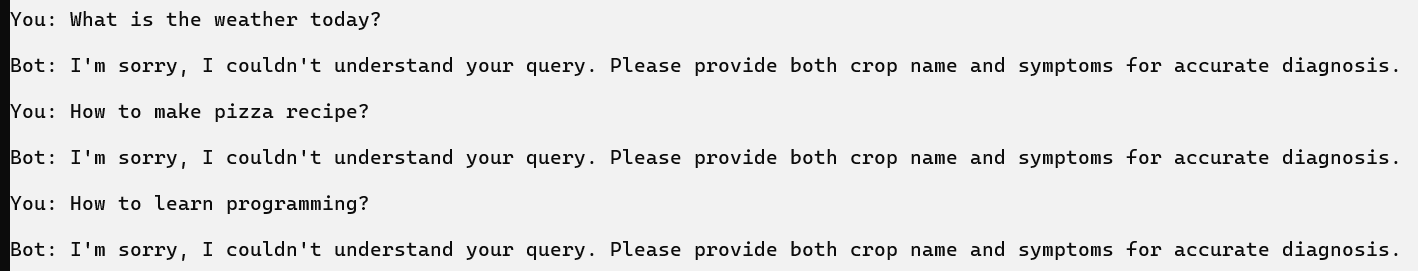 You: What is the weather today?
Bot: I'm sorry, I couldn't understand your query. Please provide both crop name and symptoms for accurate diagnosis.
You: How to make pizza recipe?
Bot: I'm sorry, I couldn't understand your query. Please provide both crop name and symptoms for accurate diagnosis.
You: How to learn programming?
Bot: I'm sorry, I couldn't understand your query. Please provide both crop name and symptoms for accurate diagnosis.